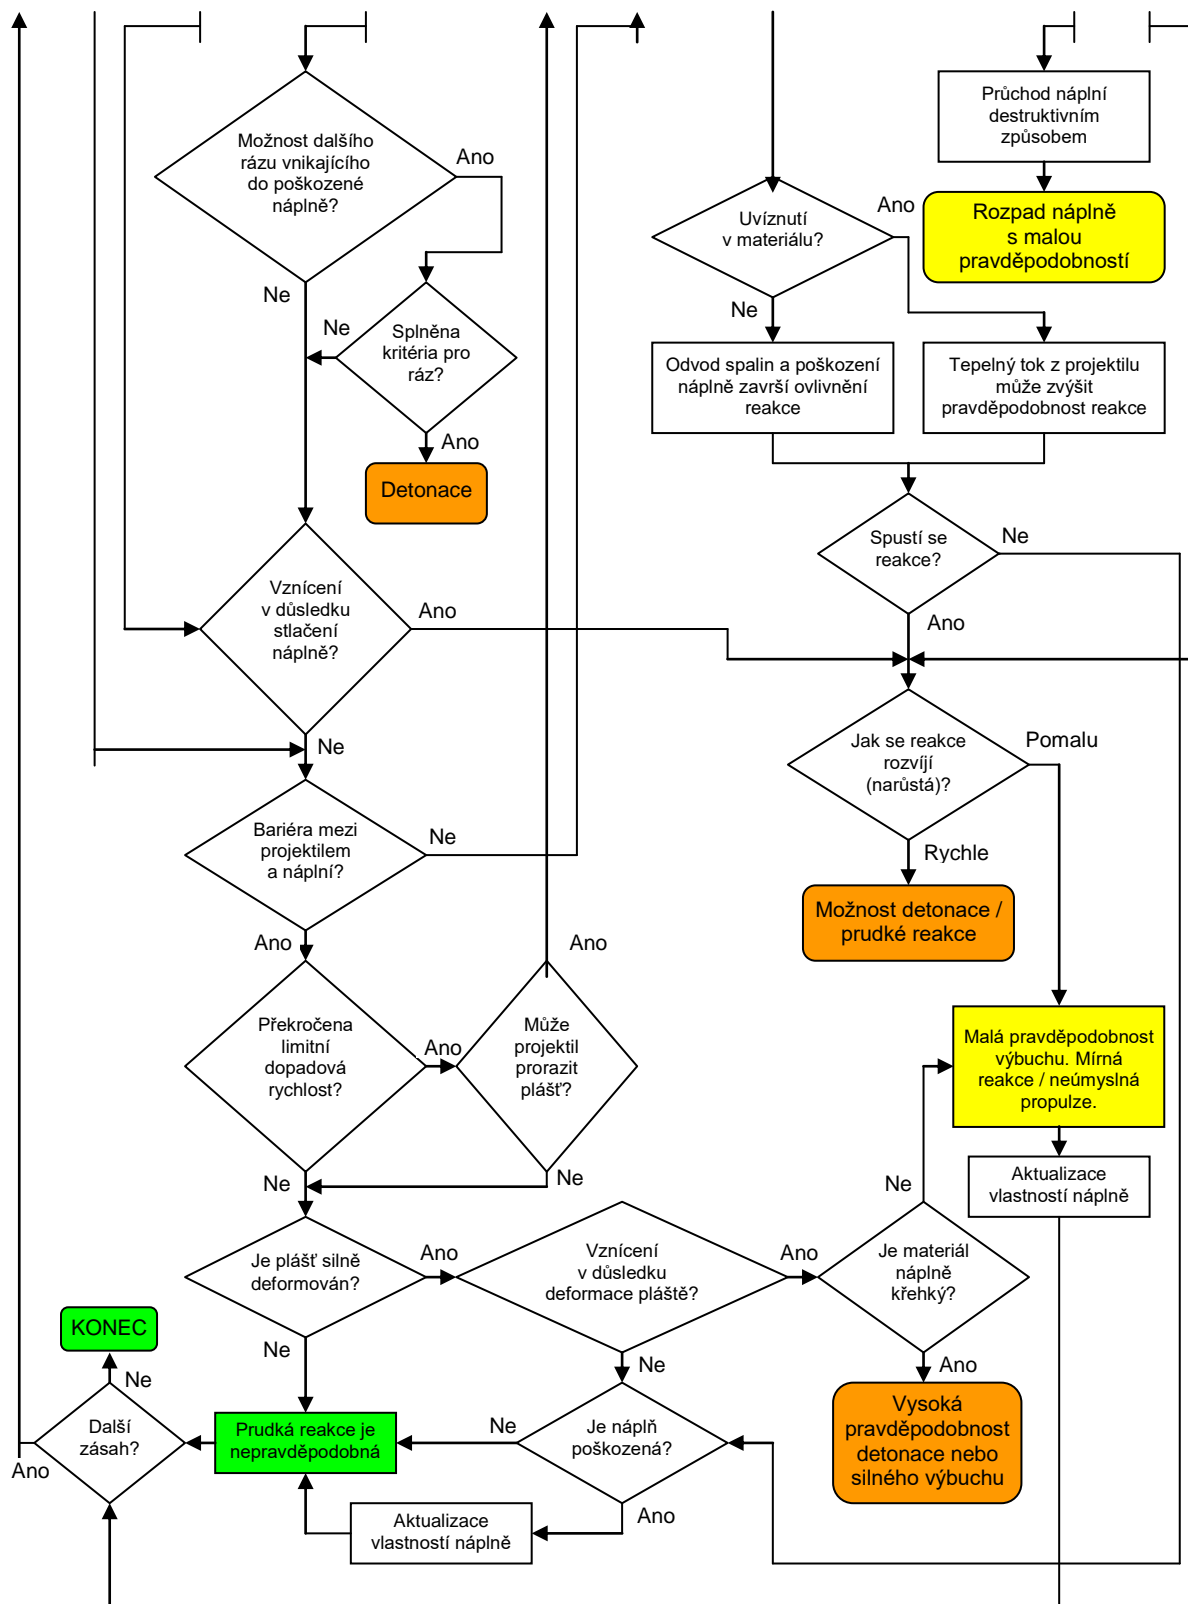 Možnost dalšího
rázu vnikajícího
do poškozené
náplně?
Ano
Ne
Splněna
kritéria pro
ráz?
Ne
Ano
Detonace
Vznícení
v důsledku
stlačení
náplně?
Ano
Ne
Bariéra mezi
projektilem
a náplní?
Ne
Ano
Překročena
limitní
dopadová
rychlost?
Ano
Ne
Může
projektil
prorazit
plášť?
Ano
Ne
Je plášť silně
deformován?
Ano
Ne
Vznícení
v důsledku
deformace pláště?
Ano
Ne
Je materiál
náplně
křehký?
Ne
Ano
Vysoká
pravděpodobnost
detonace nebo
silného výbuchu
Je náplň
poškozená?
Ne
Ano
Aktualizace
vlastností náplně
Prudká reakce je
nepravděpodobná
Další
zásah?
Ne
Ano
KONEC
Uvíznutí
v materiálu?
Ano
Ne
Průchod náplní
destruktivním
způsobem
Rozpad náplně
s malou
pravděpodobností
Odvod spalin a poškození
náplně završí ovlivnění
reakce
Tepelný tok z projektilu
může zvýšit
pravděpodobnost reakce
Spustí se
reakce?
Ne
Ano
Jak se reakce
rozvíjí
(narůstá)?
Pomalu
Rychle
Možnost detonace /
prudké reakce
Malá pravděpodobnost
výbuchu. Mírná
reakce / neúmyslná
propulze.
Aktualizace
vlastností náplně